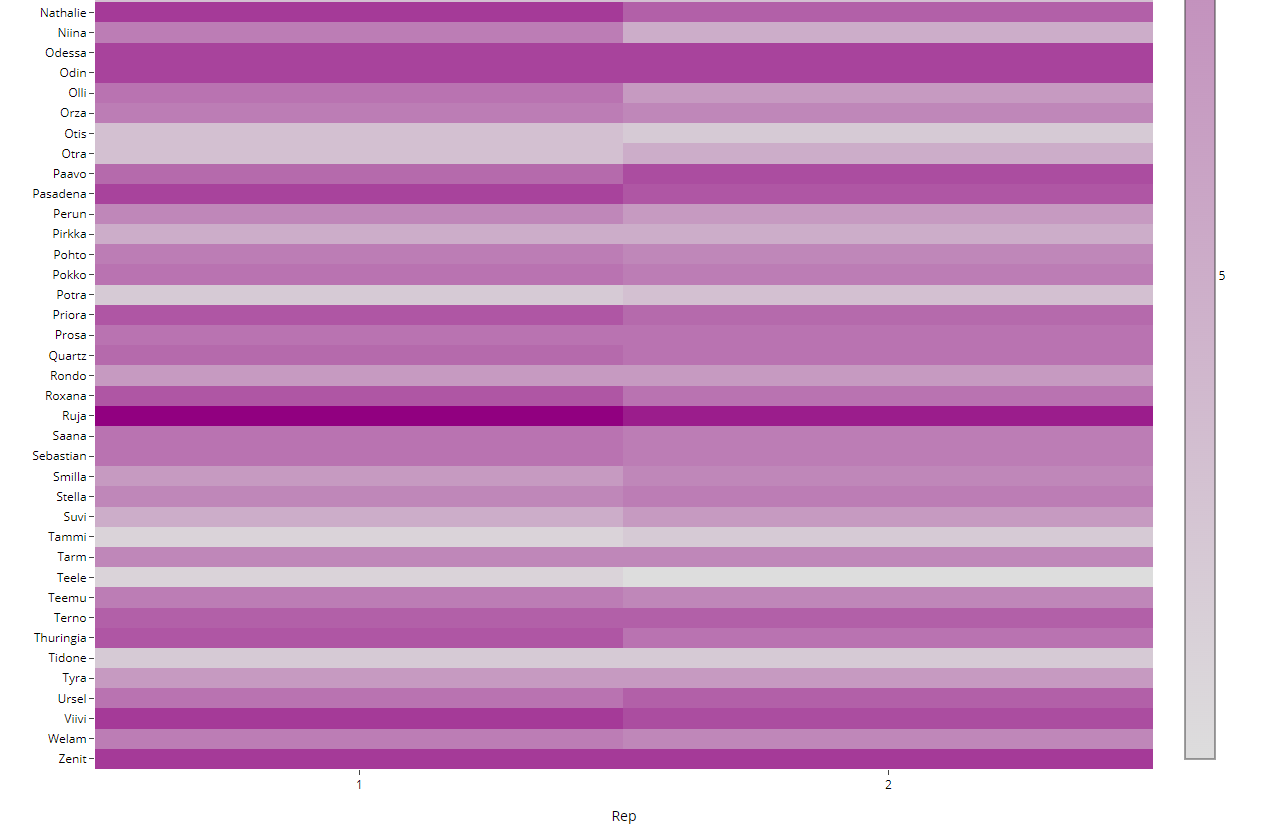 Nathalie
Niina
Odessa
Odin
Olli
Orza
Otis
Otra
Paavo
Pasadena
Perun
Pirkka
Pohto
Pokko
Potra
Priora
Prosa
Quartz
Rondo
Roxana
Ruja
Saana
Sebastian
Smilla
Stella
Suvi
Tammi
Tarm
Teele
Teemu
Terno
Thuringia
Tidone
Tyra
Ursel
Viivi
Welam
Zenit
1 2
Rep
5